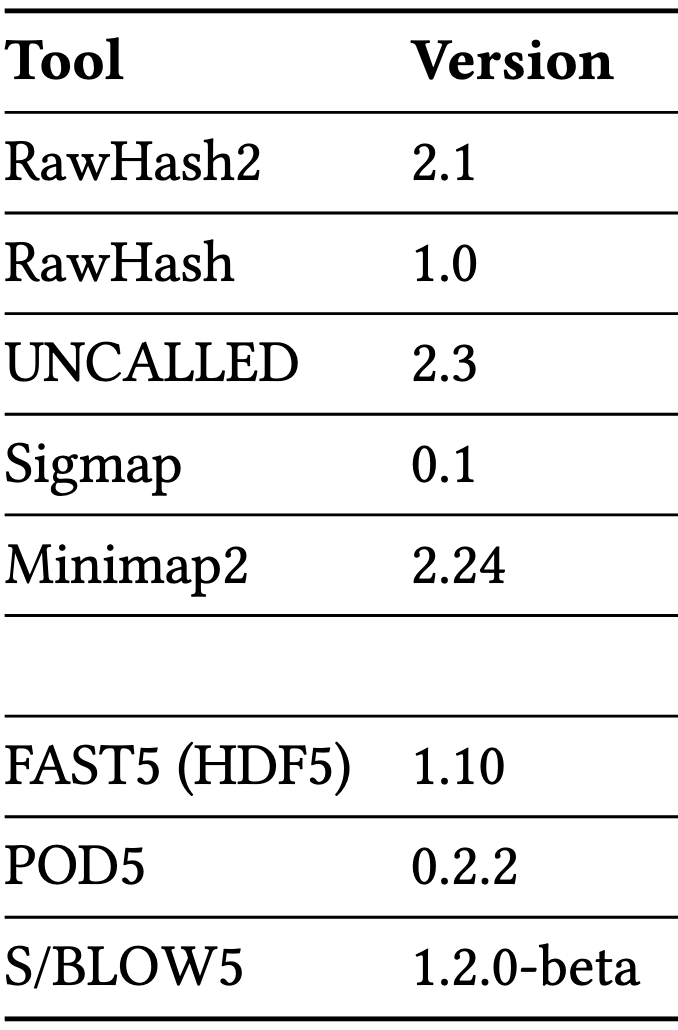 Tool Version
RawHash2 2.1
RawHash 1.0
UNCALLED 2.3
Sigmap 0.1
Minimap2 2.24
FAST5 (HDF5) 1.10
POD5 0.2.2
S/BLOW5 1.2.0-beta